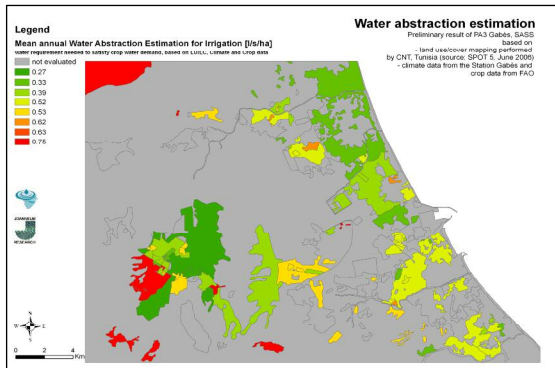 Water abstraction estimation
Preliminary result of PA3 Gabès, SASS
based on
- land use/cover mapping performed
by CNT, Tunisia (source: SPOT 5, June 2006)
- climate data from the Station Gabès and
crop data from FAO
Legend
Mean annual Water Abstraction Estimation for Irrigation [l/s/ha]
Water requirement needed to satisfy crop water demand, based on LU/LC, Climate and Crop data
not evaluated
0.27
0.33
0.39
0.52
0.53
0.62
0.63
0.76
JOANNEUM
RESEARCH
N
W
E
S
0 2 4
Km